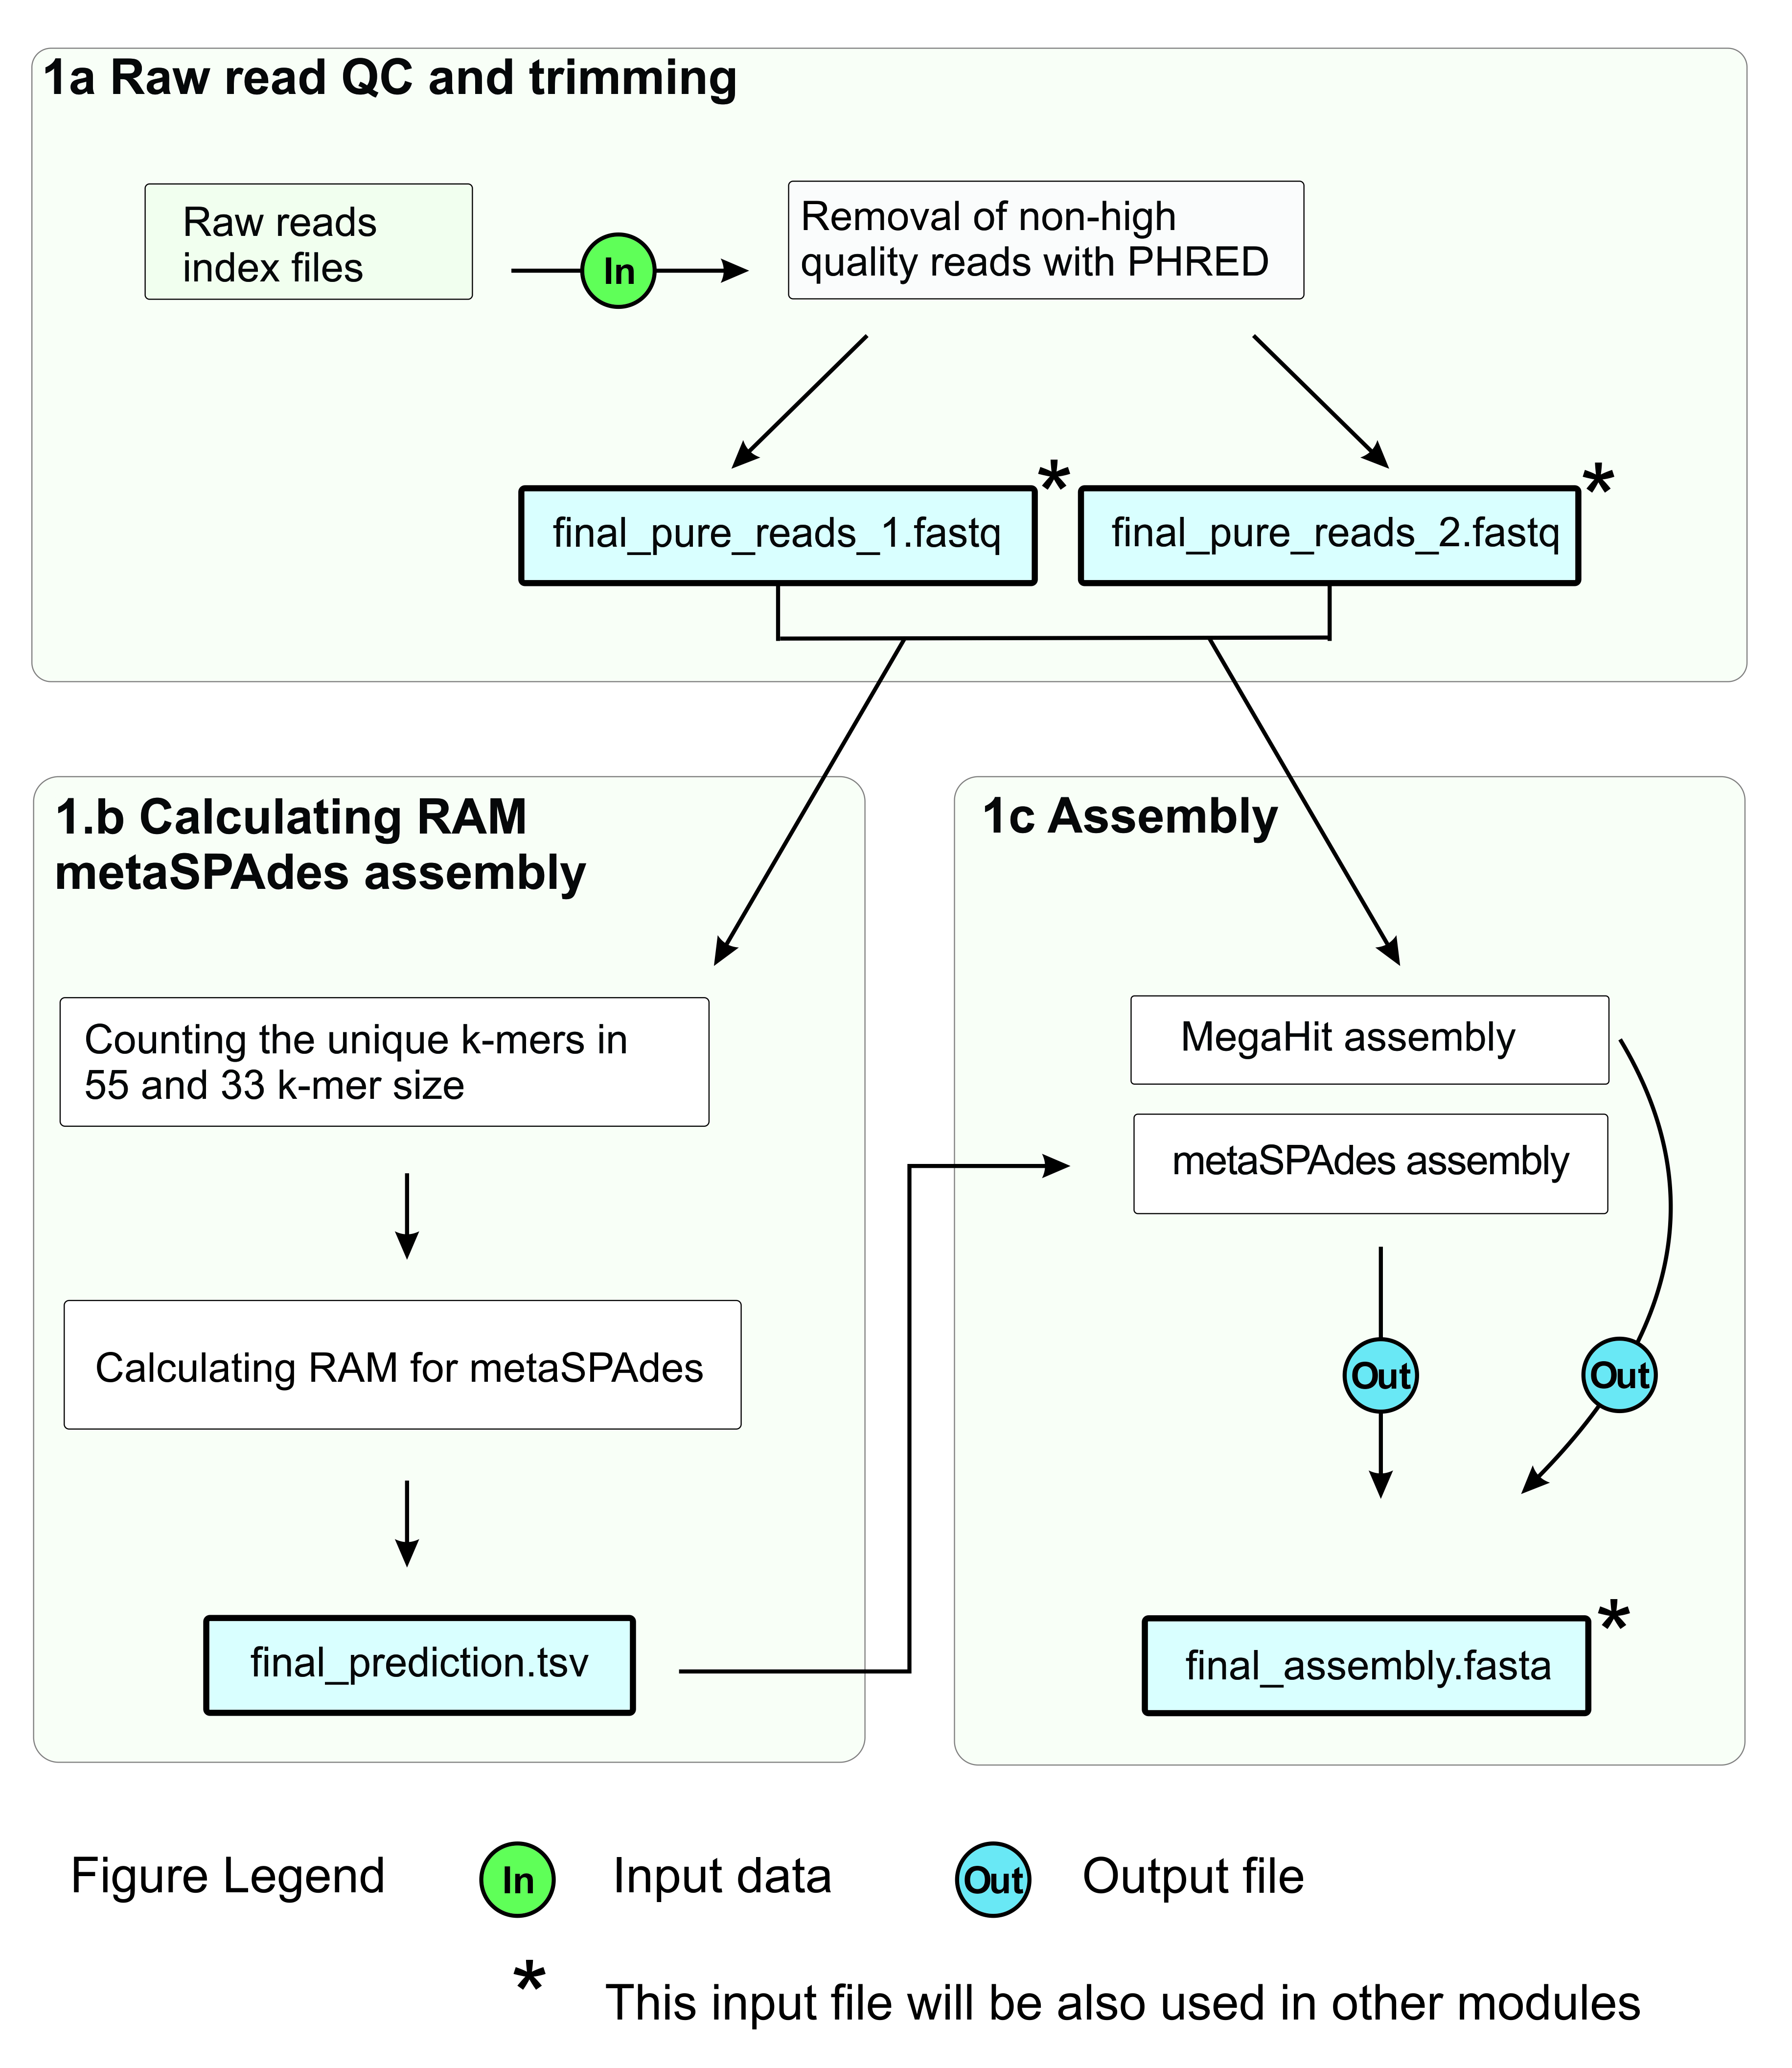 1a Raw read QC and trimming
Raw reads
index files
In
Removal of non-high
quality reads with PHRED
*
*
final_pure_reads_1.fastq
final_pure_reads_2.fastq
1.b Calculating RAM
metaSPAdes assembly
Counting the unique k-mers in
55 and 33 k-mer size
Calculating RAM for metaSPAdes
final_prediction.tsv
1c Assembly
MegaHit assembly
metaSPAdes assembly
Out
Out
*
final_assembly.fasta
Figure Legend
In
Input data
Out
Output file
* This input file will be also used in other modules